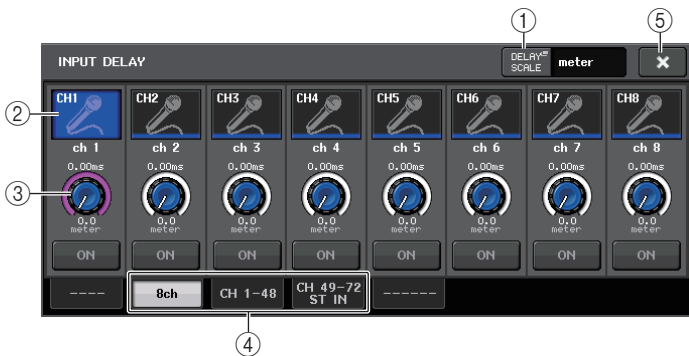 ① ⑤
INPUT DELAY DELAY SCALE meter ×
② CH1 CH2 CH3 CH4 CH5 CH6 CH7 CH8
ch 1 ch 2 ch 3 ch 4 ch 5 ch 6 ch 7 ch 8
0.00ms 0.00ms 0.00ms 0.00ms 0.00ms 0.00ms 0.00ms 0.00ms
③
0.0 0.0 0.0 0.0 0.0 0.0 0.0 0.0
meter meter meter meter meter meter meter meter
ON ON ON ON ON ON ON ON
---- 8ch CH 1-48 CH 49-72 ST IN ------
④